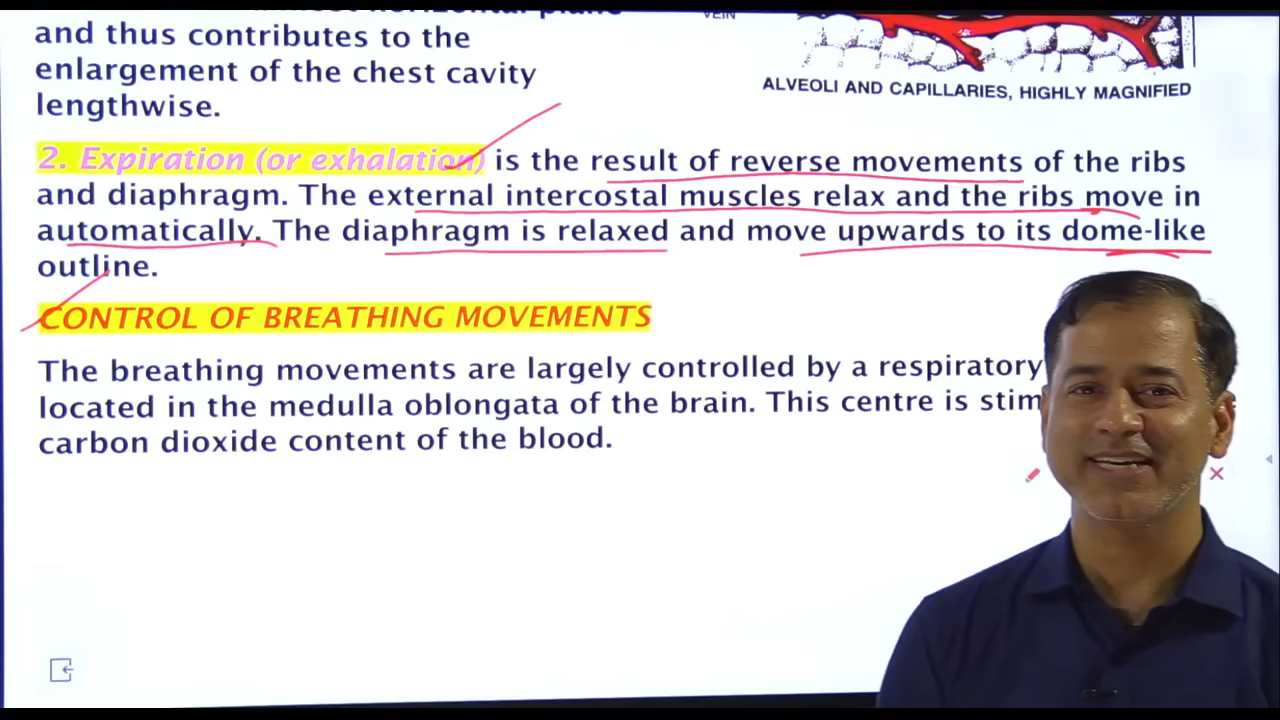 and thus contributes to the
enlargement of the chest cavity
lengthwise.
VEIN
ALVEOLI AND CAPILLARIES, HIGHLY MAGNIFIED
2. Expiration (or exhalation) is the result of reverse movements of the ribs
and diaphragm. The external intercostal muscles relax and the ribs move in
automatically. The diaphragm is relaxed and move upwards to its dome-like
outline.
CONTROL OF BREATHING MOVEMENTS
The breathing movements are largely controlled by a respiratory
located in the medulla oblongata of the brain. This centre is stim
carbon dioxide content of the blood.